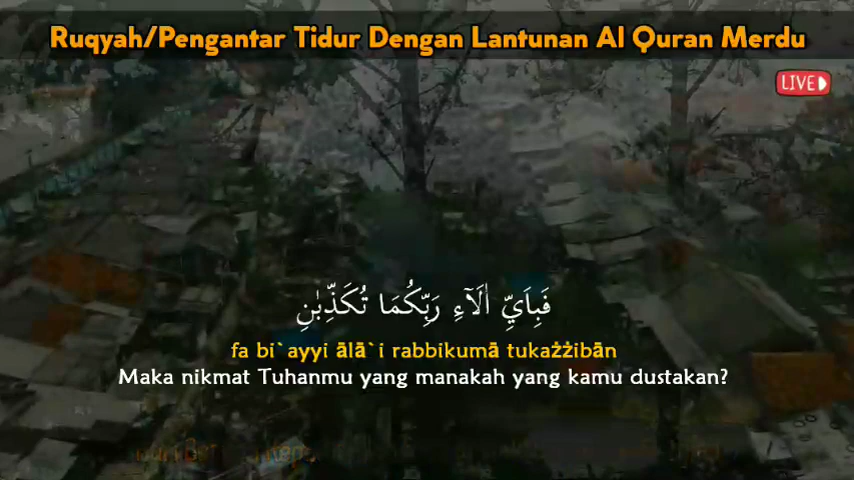 Ruqyah/Pengantar Tidur Dengan Lantunan Al Quran Merdu
LIVE
فَبِاَيِّ اٰلَاۤءِ رَبِّكُمَا تُكَذِّبٰنِ
fa bi`ayyi ālā`i rabbikumā tukażżibān
Maka nikmat Tuhanmu yang manakah yang kamu dustakan?